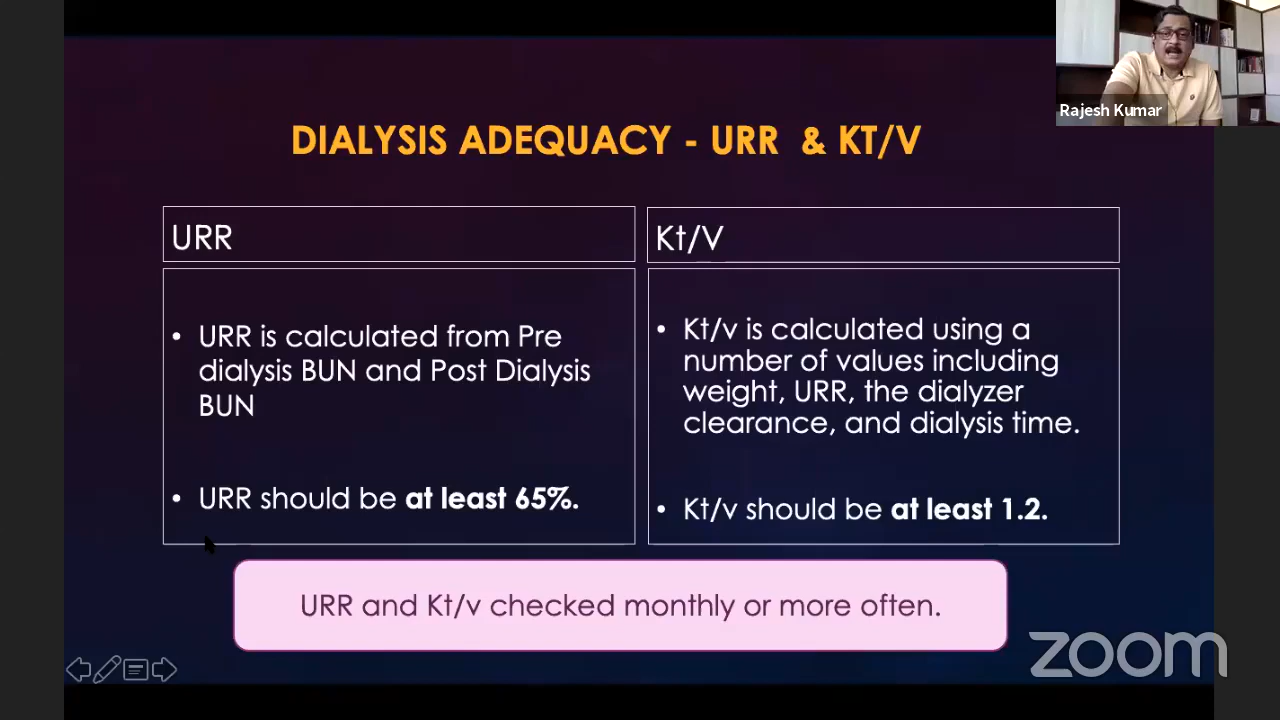 Rajesh Kumar
DIALYSIS ADEQUACY - URR & KT/V
URR
• URR is calculated from Pre
dialysis BUN and Post Dialysis
BUN
• URR should be at least 65%.
Kt/V
• Kt/v is calculated using a
number of values including
weight, URR, the dialyzer
clearance, and dialysis time.
• Kt/v should be at least 1.2.
URR and Kt/v checked monthly or more often.
zoom